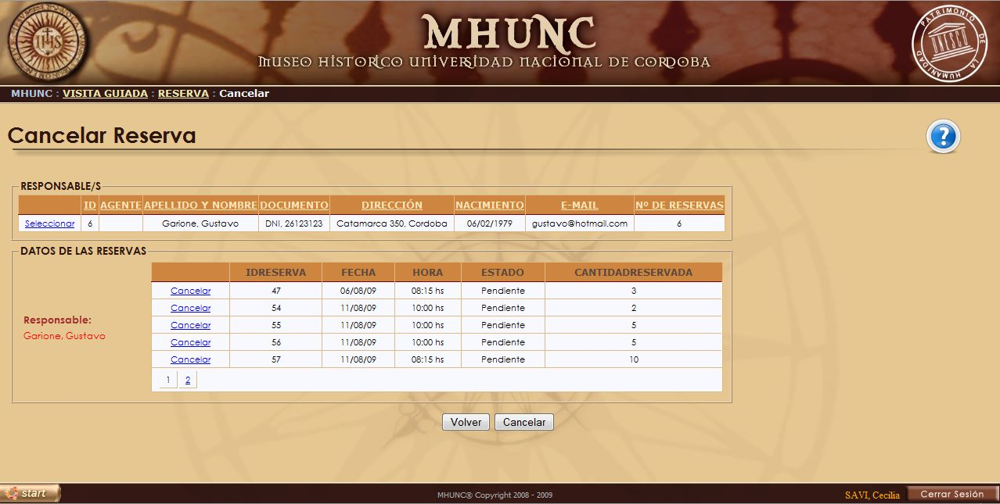 MHUNC
MUSEO HISTORICO UNIVERSIDAD NACIONAL DE CORDOBA
IHS
PATRIMONIO DE LA HUMANIDAD
UNESCO
MHUNC : VISITA GUIADA : RESERVA : Cancelar
Cancelar Reserva
?
RESPONSABLE/S
ID AGENTE APELLIDO Y NOMBRE DOCUMENTO DIRECCIÓN NACIMIENTO E-MAIL Nº DE RESERVAS
Seleccionar 6 Garione, Gustavo DNI, 26123123 Catamarca 350, Cordoba 06/02/1979 gustavo@hotmail.com 6
DATOS DE LAS RESERVAS
IDRESERVA FECHA HORA ESTADO CANTIDADRESERVADA
Cancelar 47 06/08/09 08:15 hs Pendiente 3
Cancelar 54 11/08/09 10:00 hs Pendiente 2
Cancelar 55 11/08/09 10:00 hs Pendiente 5
Cancelar 56 11/08/09 10:00 hs Pendiente 5
Cancelar 57 11/08/09 08:15 hs Pendiente 10
Responsable:
Garione, Gustavo
1 2
Volver Cancelar
start
MHUNC® Copyright 2008 - 2009
SAVI, Cecilia
Cerrar Sesión